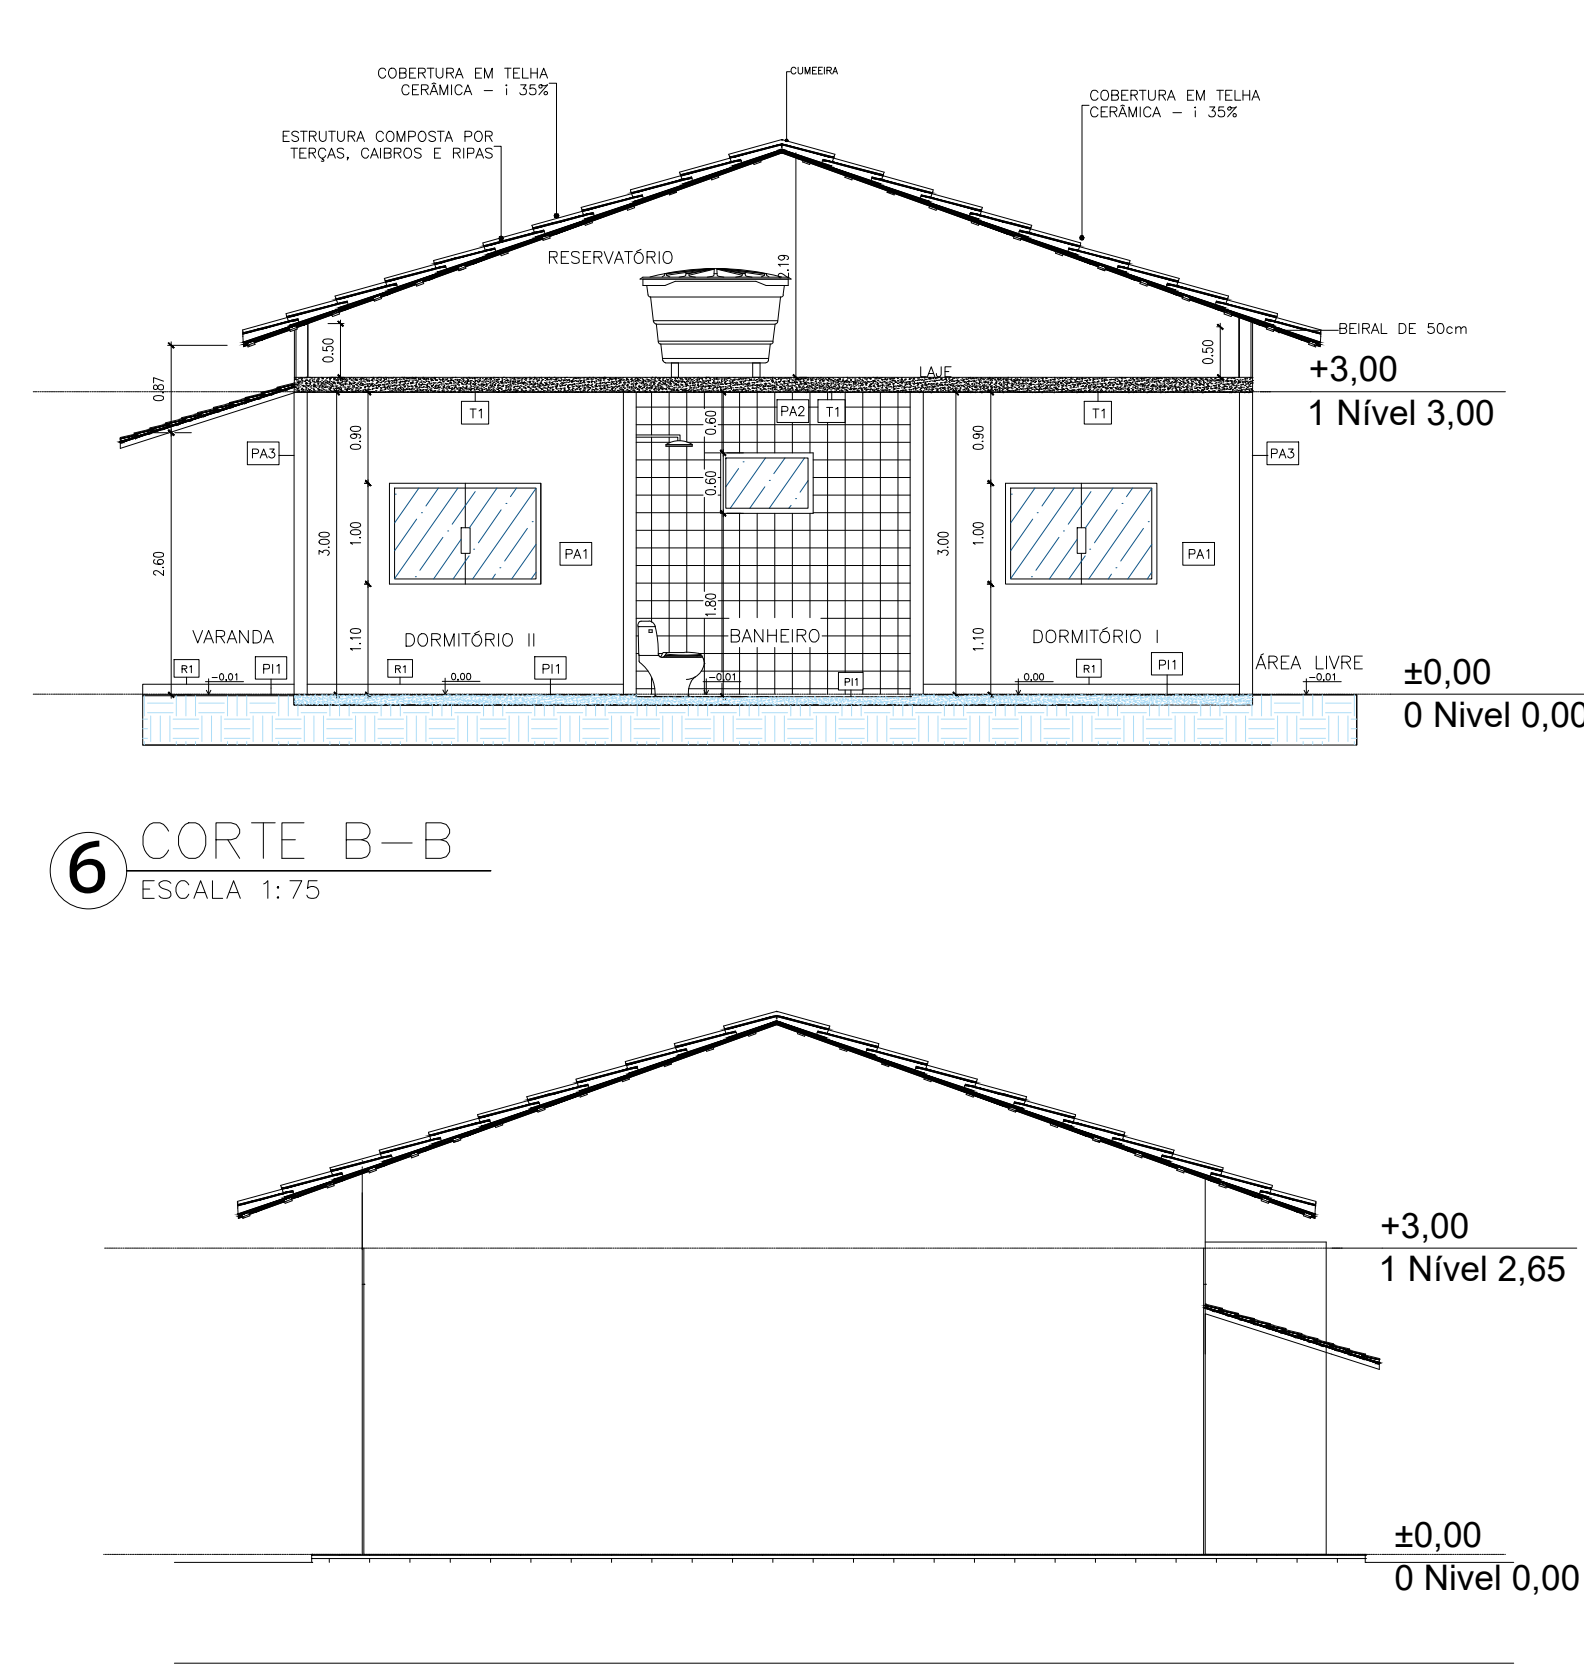 CUMEEIRA
COBERTURA EM TELHA
CERÂMICA – i 35%
COBERTURA EM TELHA
CERÂMICA – i 35%
ESTRUTURA COMPOSTA POR
TERÇAS, CAIBROS E RIPAS
RESERVATÓRIO
2.19
BEIRAL DE 50cm
0.50
0.50
0.87
LAJE
+3,00
1 Nível 3,00
T1
PA2
T1
T1
PA3
PA3
0.90
0.60
0.90
0.60
2.60
3.00
1.00
3.00
1.00
PA1
PA1
1.10
1.80
1.10
VARANDA
DORMITÓRIO II
BANHEIRO
DORMITÓRIO I
ÁREA LIVRE
R1
PI1
R1
PI1
PI1
R1
PI1
-0,01
0,00
-0,01
0,00
-0,01
±0,00
0 Nivel 0,00
6
CORTE B–B
ESCALA 1:75
+3,00
1 Nível 2,65
±0,00
0 Nivel 0,00